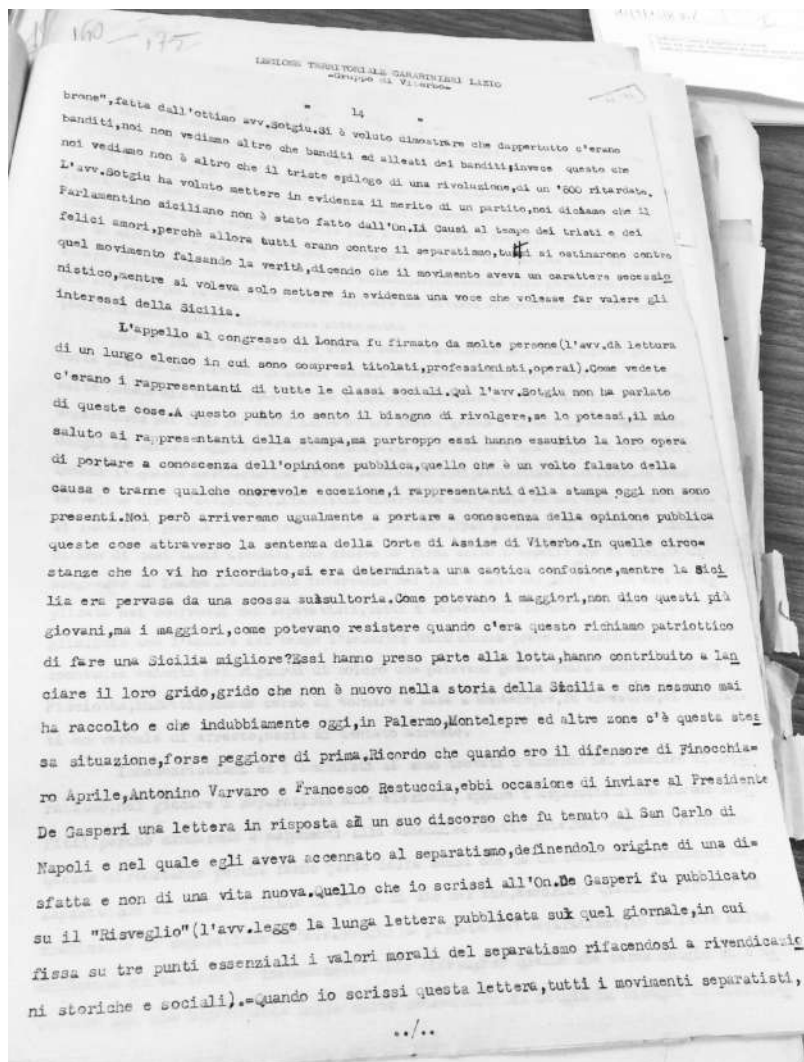 160 - 175
LEGIONE TERRITORIALE CARABINIERI LAZIO
=Gruppo di Viterbo=
" 14 "
brone",fatta dall'ottimo avv.Sotgiu.Si è voluto dimostrare che dappertutto c'erano
banditi,noi non vediamo altro che banditi ed alleati dei banditi,invece questo che
noi vediamo non è altro che il triste epilogo di una rivoluzione,di un '800 ritardato.
L'avv.Sotgiu ha voluto mettere in evidenza il merito di un partito,noi diciamo che il
Parlamentino siciliano non è stato fatto dall'On.Li Causi al tempo dei tristi e dei
felici amori,perchè allora tutti erano contro il separatismo,tutti si ostinarono contro
quel movimento falsando la verità,dicendo che il movimento aveva un carattere secessio
nistico,mentre si voleva solo mettere in evidenza una voce che volesse far valere gli
interessi della Sicilia.
L'appello al congresso di Londra fu firmato da molte persone(l'avv.dà lettura
di un lungo elenco in cui sono compresi titolati,professionisti,operai).Come vedete
c'erano i rappresentanti di tutte le classi sociali.Quì l'avv.Sotgiu non ha parlato
di queste cose.A questo punto io sento il bisogno di rivolgere,se lo potessi,il mio
saluto ai rappresentanti della stampa,ma purtroppo essi hanno esaurito la loro opera
di portare a conoscenza dell'opinione pubblica,quello che è un volto falsato della
causa e tranne qualche onorevole eccezione,i rappresentanti della stampa oggi non sono
presenti.Noi però arriveremo ugualmente a portare a conoscenza della opinione pubblica
queste cose attraverso la sentenza della Corte di Assise di Viterbo.In quelle circo=
stanze che io vi ho ricordato,si era determinata una caotica confusione,mentre la Sici
lia era pervasa da una scossa sussultoria.Come potevano i maggiori,non dico questi più
giovani,ma i maggiori,come potevano resistere quando c'era questo richiamo patriottico
di fare una Sicilia migliore?Essi hanno preso parte alla lotta,hanno contribuito a lan
ciare il loro grido,grido che non è nuovo nella storia della Sicilia e che nessuno mai
ha raccolto e che indubbiamente oggi,in Palermo,Montelepre ed altre zone c'è questa stes
sa situazione,forse peggiore di prima.Ricordo che quando ero il difensore di Finocchia=
ro Aprile,Antonino Varvaro e Francesco Restuccia,ebbi occasione di inviare al Presidente
De Gasperi una lettera in risposta ad un suo discorso che fu tenuto al San Carlo di
Napoli e nel quale egli aveva accennato al separatismo,definendolo origine di una di=
sfatta e non di una vita nuova.Quello che io scrissi all'On.De Gasperi fu pubblicato
su il "Risveglio"(l'avv.legge la lunga lettera pubblicata su quel giornale,in cui
fissa su tre punti essenziali i valori morali del separatismo rifacendosi a rivendicazio
ni storiche e sociali).=Quando io scrissi questa lettera,tutti i movimenti separatisti,
../..